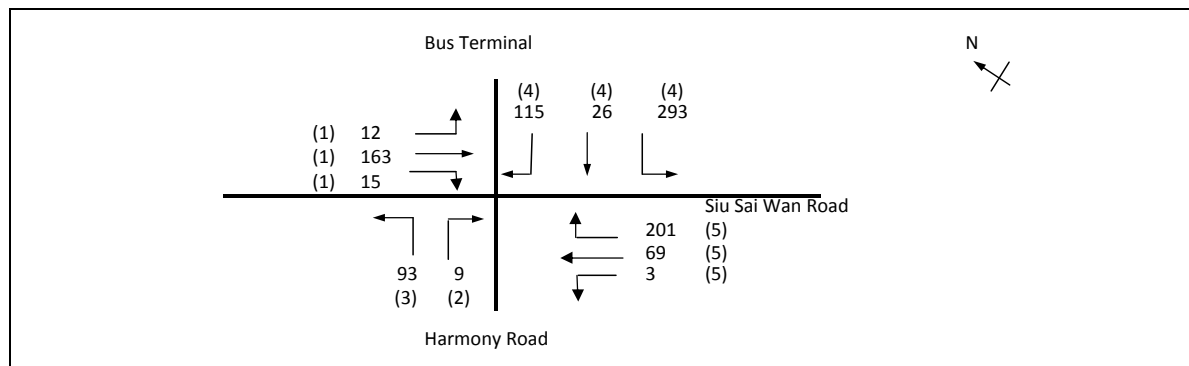 Bus Terminal
N
(4) (4) (4)
115 26 293
(1) 12
(1) 163
(1) 15
Siu Sai Wan Road
201 (5)
69 (5)
3 (5)
93 9
(3) (2)
Harmony Road